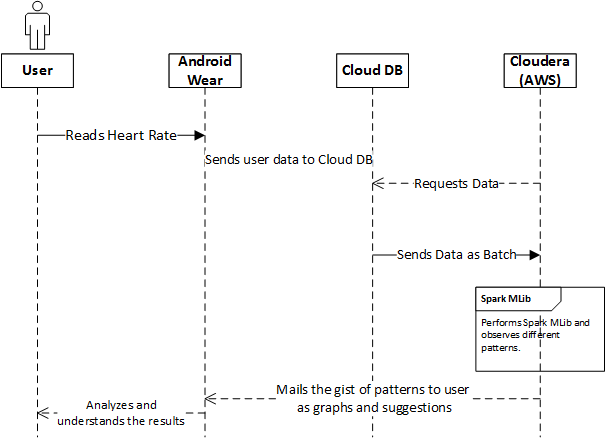 User
Android
Wear
Cloud DB
Cloudera
(AWS)
Reads Heart Rate
Sends user data to Cloud DB
Requests Data
Sends Data as Batch
Spark MLib
Performs Spark MLib and
observes different
patterns.
Mails the gist of patterns to user
as graphs and suggestions
Analyzes and
understands the results